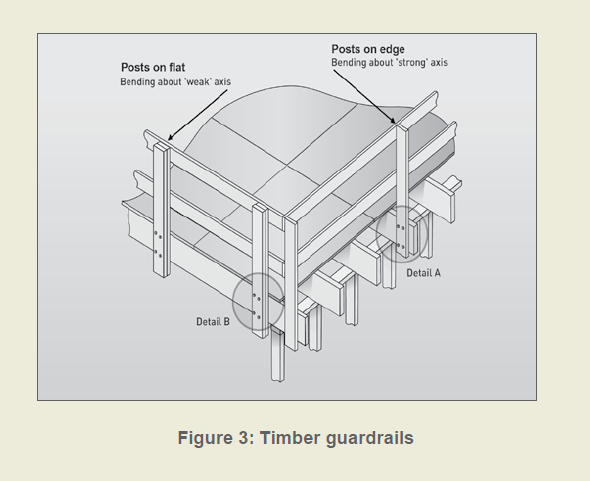 Posts on edge
Bending about 'strong' axis
Posts on flat
Bending about 'weak' axis
Detail A
Detail B
Figure 3: Timber guardrails